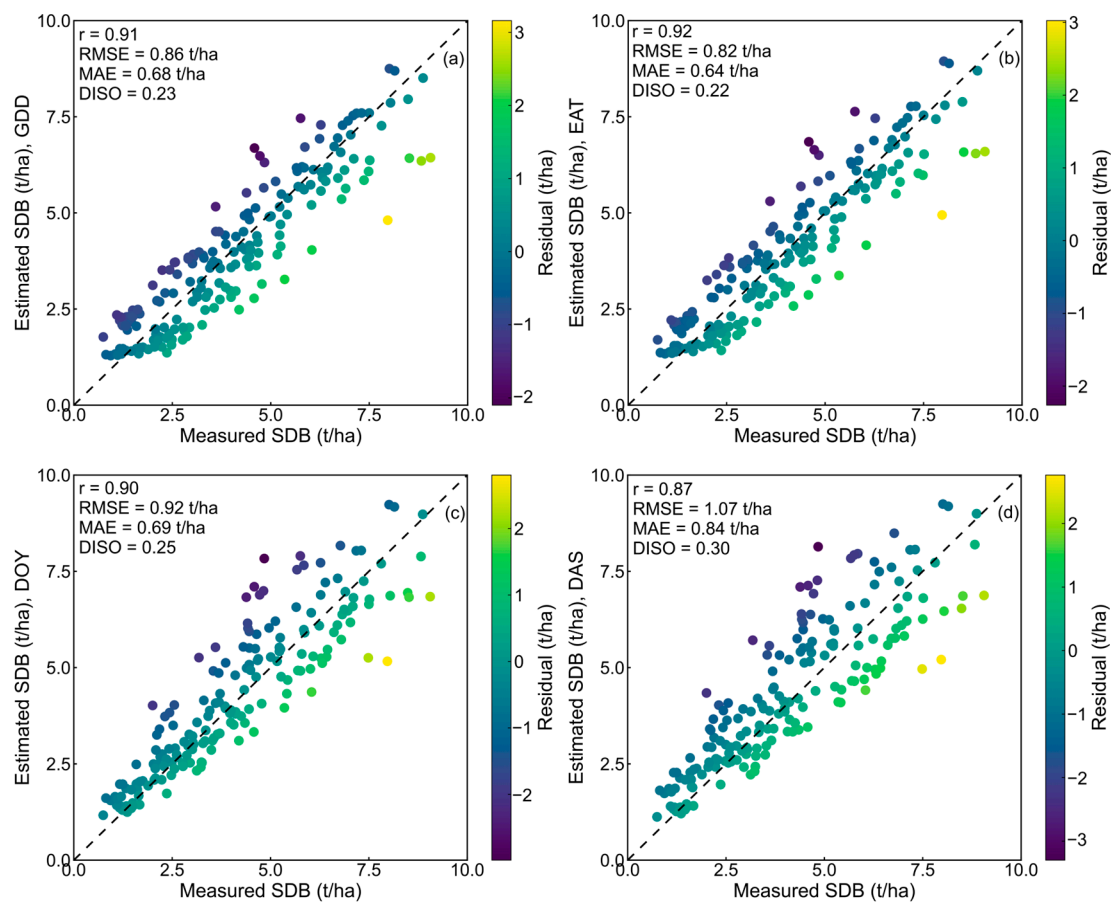 r = 0.91
RMSE = 0.86 t/ha
MAE = 0.68 t/ha
DISO = 0.23
(a)
10.0
7.5
5.0
2.5
0.0
Estimated SDB (t/ha), GDD
0.0 2.5 5.0 7.5 10.0
Measured SDB (t/ha)
3
2
1
0
−1
−2
Residual (t/ha)
r = 0.92
RMSE = 0.82 t/ha
MAE = 0.64 t/ha
DISO = 0.22
(b)
10.0
7.5
5.0
2.5
0.0
Estimated SDB (t/ha), EAT
0.0 2.5 5.0 7.5 10.0
Measured SDB (t/ha)
3
2
1
0
−1
−2
Residual (t/ha)
r = 0.90
RMSE = 0.92 t/ha
MAE = 0.69 t/ha
DISO = 0.25
(c)
10.0
7.5
5.0
2.5
0.0
Estimated SDB (t/ha), DOY
0.0 2.5 5.0 7.5 10.0
Measured SDB (t/ha)
2
1
0
−1
−2
Residual (t/ha)
r = 0.87
RMSE = 1.07 t/ha
MAE = 0.84 t/ha
DISO = 0.30
(d)
10.0
7.5
5.0
2.5
0.0
Estimated SDB (t/ha), DAS
0.0 2.5 5.0 7.5 10.0
Measured SDB (t/ha)
2
1
0
−1
−2
−3
Residual (t/ha)